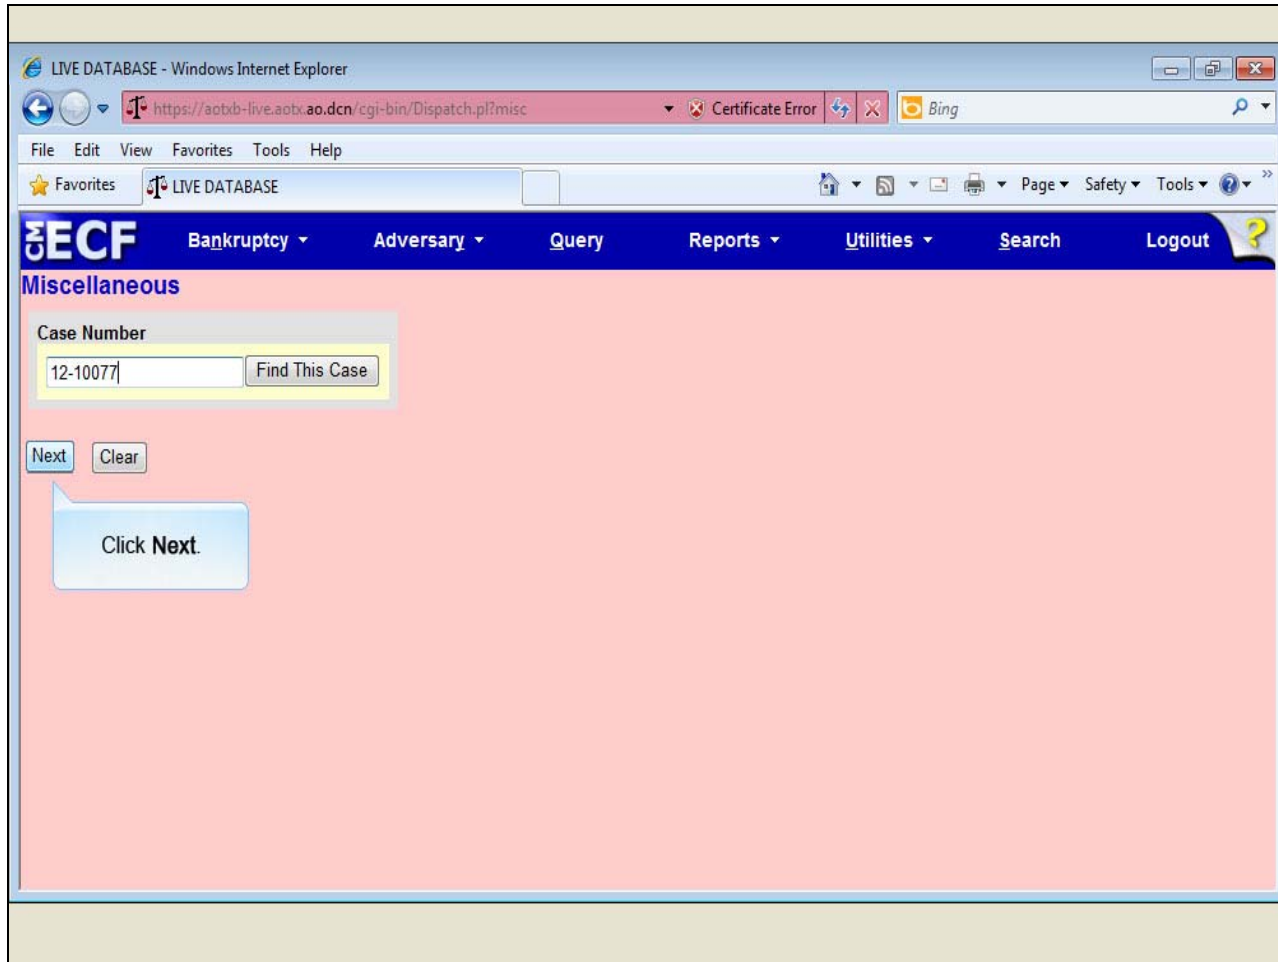 LIVE DATABASE - Windows Internet Explorer
https://aotxb-live.aotx.ao.dcn/cgi-bin/Dispatch.pl?misc Certificate Error Bing
File Edit View Favorites Tools Help
Favorites LIVE DATABASE Page Safety Tools
CM ECF Bankruptcy Adversary Query Reports Utilities Search Logout ?
Miscellaneous
Case Number
12-10077 Find This Case
Next Clear
Click Next.